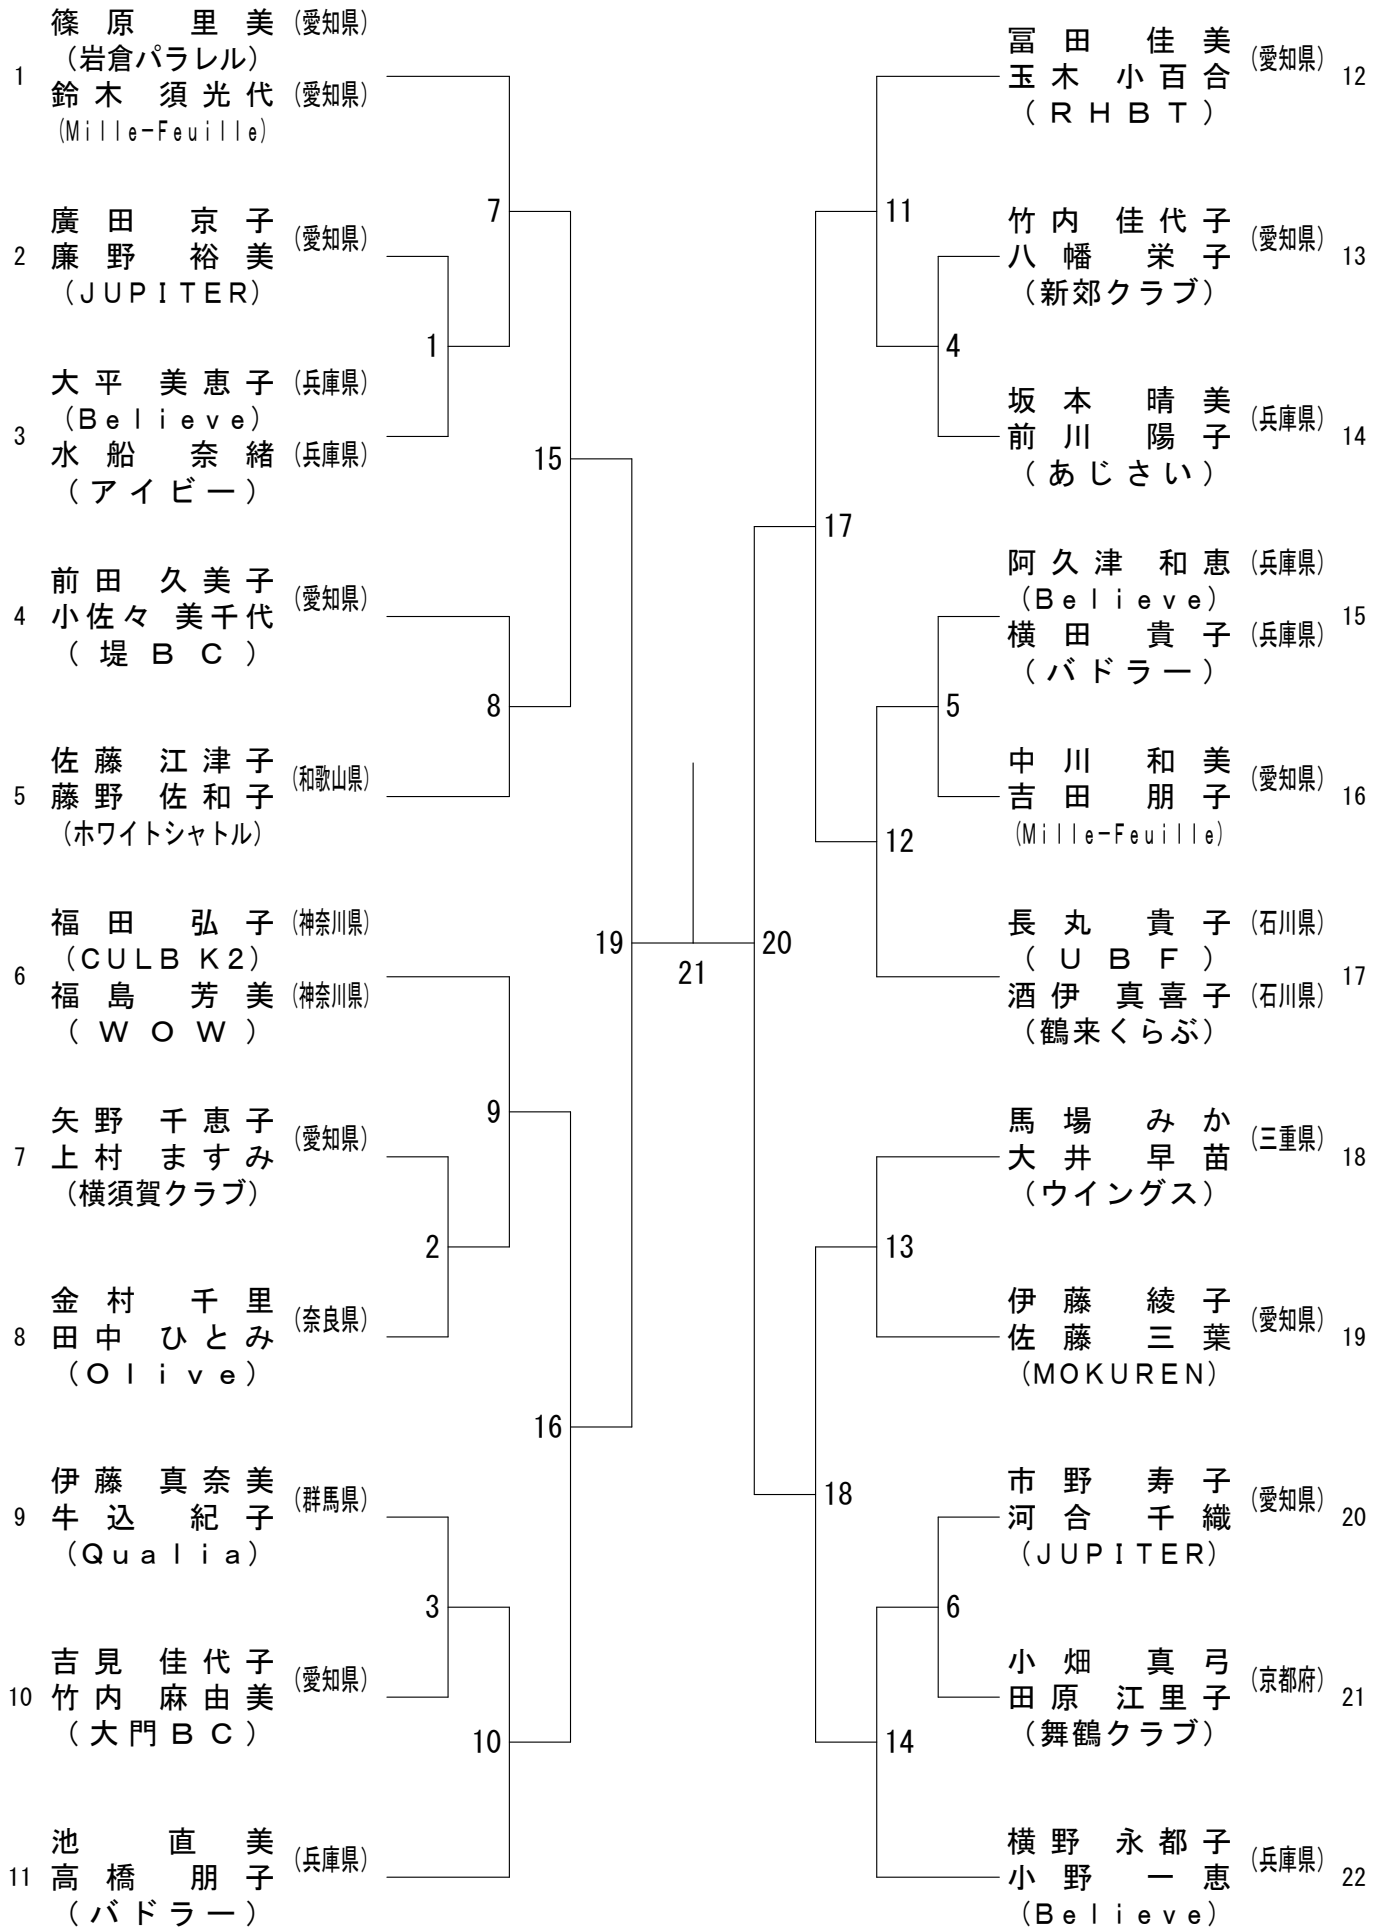 篠原 里美 (愛知県)
(岩倉パラレル)
1
鈴木 須光代 (愛知県)
(Mille-Feuille)
7
廣田 京子
(愛知県)
2 廉野 裕美
(JUPITER)
1
大平 美恵子 (兵庫県)
(Believe)
3
水船 奈緒 (兵庫県)
(アイビー)
15
前田 久美子
(愛知県)
4 小佐々 美千代
(堤BC)
8
佐藤 江津子
(和歌山県)
5 藤野 佐和子
(ホワイトシャトル)
福田 弘子 (神奈川県)
(CULB K2)
6
福島 芳美 (神奈川県)
(WOW)
19
9
矢野 千恵子
(愛知県)
7 上村 ますみ
(横須賀クラブ)
2
金村 千里
(奈良県)
8 田中 ひとみ
(Olive)
16
伊藤 真奈美
(群馬県)
9 牛込 紀子
(Qualia)
3
吉見 佳代子
(愛知県)
10 竹内 麻由美
(大門BC)
10
池 直美
(兵庫県)
11 高橋 朋子
(バドラー)
21
冨田 佳美
(愛知県)
玉木 小百合 12
(RHBT)
11
竹内 佳代子
(愛知県)
八幡 栄子 13
(新郊クラブ)
4
坂本 晴美
(兵庫県)
前川 陽子 14
(あじさい)
17
阿久津 和恵 (兵庫県)
(Believe)
15
横田 貴子 (兵庫県)
(バドラー)
5
中川 和美
(愛知県)
吉田 朋子 16
(Mille-Feuille)
12
長丸 貴子 (石川県)
(UBF)
17
酒伊 真喜子 (石川県)
(鶴来くらぶ)
20
馬場 みか
(三重県)
大井 早苗 18
(ウイングス)
13
伊藤 綾子
(愛知県)
佐藤 三葉 19
(MOKUREN)
18
市野 寿子
(愛知県)
河合 千織 20
(JUPITER)
6
小畑 真弓
(京都府)
田原 江里子 21
(舞鶴クラブ)
14
横野 永都子
(兵庫県)
小野 一恵 22
(Believe)